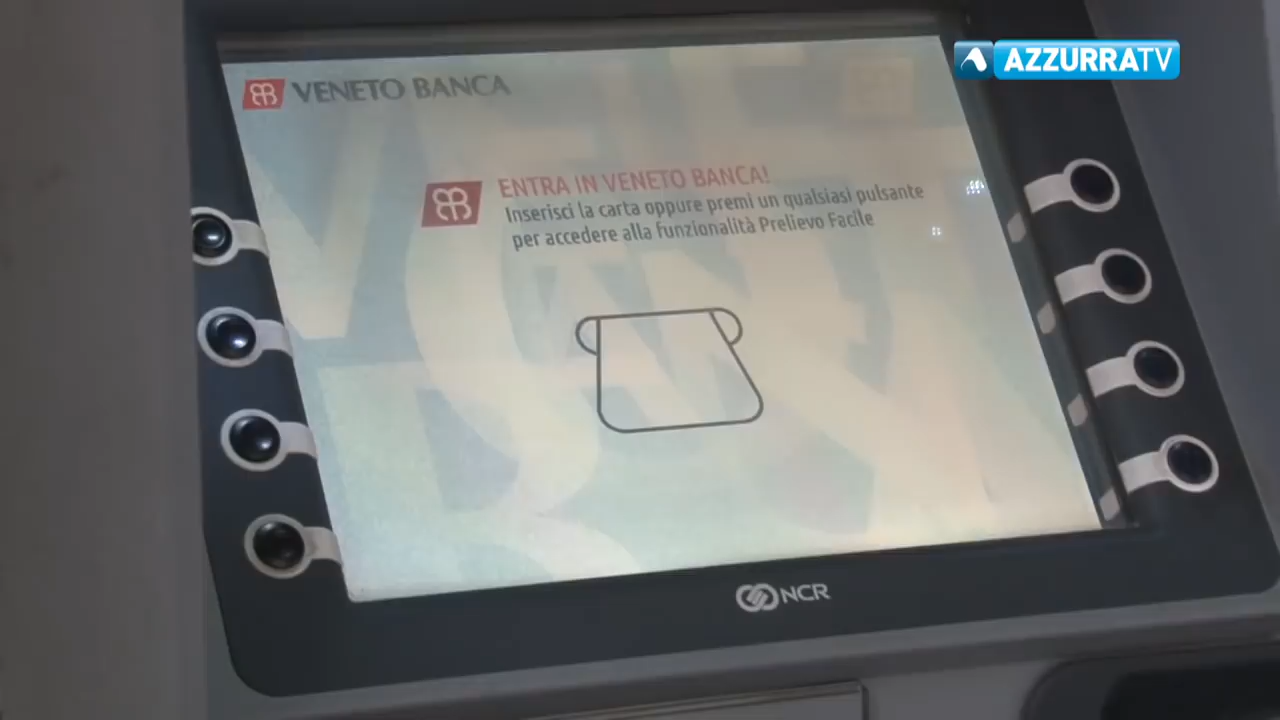 AZZURRATV
VENETO BANCA
ENTRA IN VENETO BANCA!
Inserisci la carta oppure premi un qualsiasi pulsante
per accedere alla funzionalità Prelievo Facile
NCR